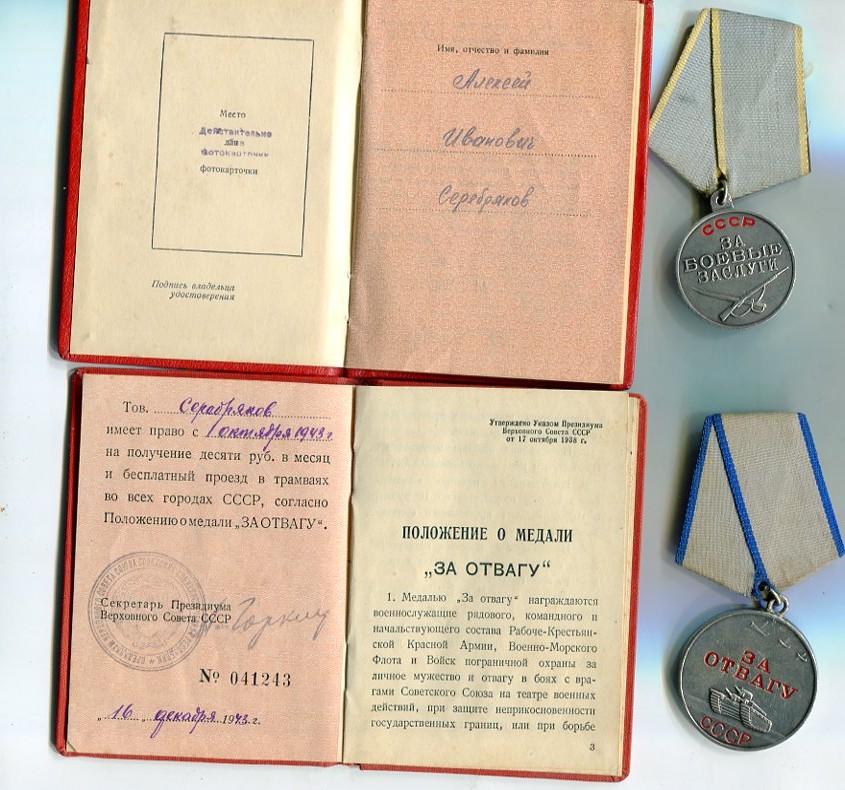 Место
Действительно
без
фотокарточки
фотокарточки
Подпись владельца
удостоверения
Имя, отчество и фамилия
Алексей
Иванович
Серебряков
СССР
ЗА
БОЕВЫЕ
ЗАСЛУГИ
Тов. Серебряков
имеет право с 1 октября 1943 г
на получение десяти руб. в месяц
и бесплатный проезд в трамваях
во всех городах СССР, согласно
Положению о медали „ЗА ОТВАГУ“.
Секретарь Президиума
Верховного Совета СССР
Горкин
№ 041243
„16„ декабря 1943 г.
Утверждено Указом Президиума
Верховного Совета СССР
от 17 октября 1938 г.
ПОЛОЖЕНИЕ О МЕДАЛИ
„ЗА ОТВАГУ“
1. Медалью „За отвагу“ награждаются
военнослужащие рядового, командного и
начальствующего состава Рабоче-Крестьян-
ской Красной Армии, Военно-Морского
Флота и Войск пограничной охраны за
личное мужество и отвагу в боях с вра-
гами Советского Союза на театре военных
действий, при защите неприкосновенности
государственных границ, или при борьбе
3
ЗА
ОТВАГУ
СССР